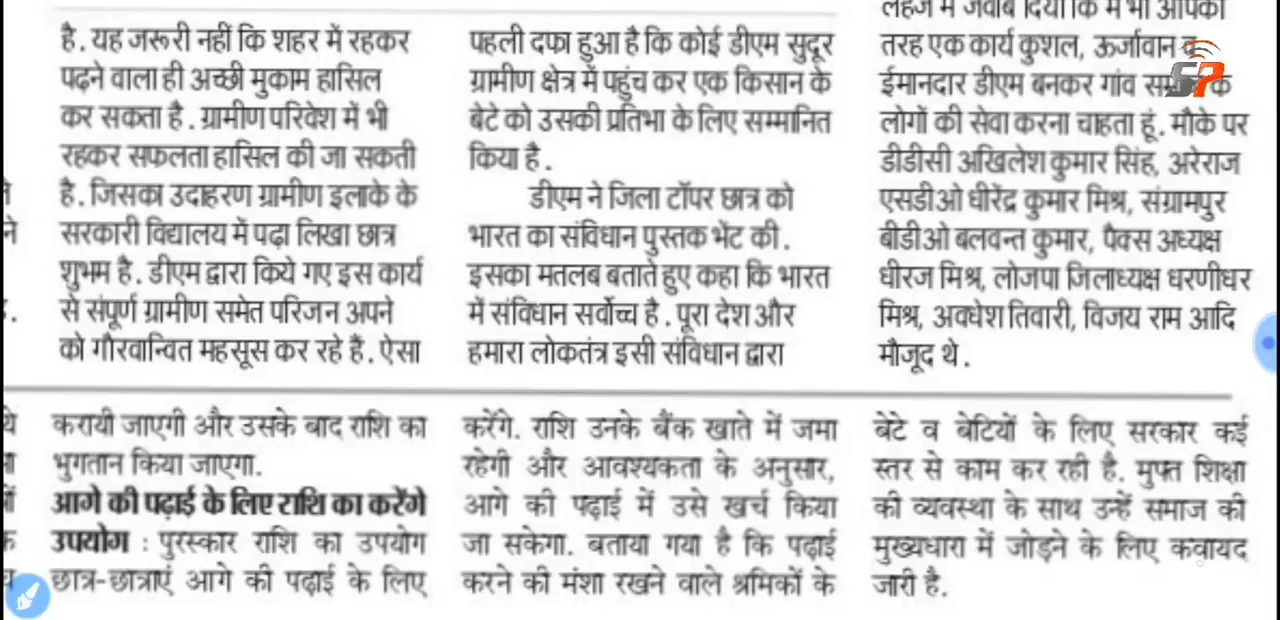 है. यह जरूरी नहीं कि शहर में रहकर
पढ़ने वाला ही अच्छी मुकाम हासिल
कर सकता है. ग्रामीण परिवेश में भी
रहकर सफलता हासिल की जा सकती
है. जिसका उदाहरण ग्रामीण इलाके के
सरकारी विद्यालय में पढ़ा लिखा छात्र
शुभम है. डीएम द्वारा किये गए इस कार्य
से संपूर्ण ग्रामीण समेत परिजन अपने
को गौरवान्वित महसूस कर रहे हैं. ऐसा
पहली दफा हुआ है कि कोई डीएम सुदूर
ग्रामीण क्षेत्र में पहुंच कर एक किसान के
बेटे को उसकी प्रतिभा के लिए सम्मानित
किया है.
डीएम ने जिला टॉपर छात्र को
भारत का संविधान पुस्तक भेंट की.
इसका मतलब बताते हुए कहा कि भारत
में संविधान सर्वोच्च है. पूरा देश और
हमारा लोकतंत्र इसी संविधान द्वारा
लहजे में जवाब दिया कि मैं भी आपकी
तरह एक कार्य कुशल, ऊर्जावान व
ईमानदार डीएम बनकर गांव के
लोगों की सेवा करना चाहता हूं. मौके पर
डीडीसी अखिलेश कुमार सिंह, अरेराज
एसडीओ धीरेंद्र कुमार मिश्र, संग्रामपुर
बीडीओ बलवन्त कुमार, पैक्स अध्यक्ष
धीरज मिश्र, लोजपा जिलाध्यक्ष धरणीधर
मिश्र, अवधेश तिवारी, विजय राम आदि
मौजूद थे.
SP
करायी जाएगी और उसके बाद राशि का
भुगतान किया जाएगा.
आगे की पढ़ाई के लिए राशि का करेंगे
उपयोग : पुरस्कार राशि का उपयोग
छात्र-छात्राएं आगे की पढ़ाई के लिए
करेंगे. राशि उनके बैंक खाते में जमा
रहेगी और आवश्यकता के अनुसार,
आगे की पढ़ाई में उसे खर्च किया
जा सकेगा. बताया गया है कि पढ़ाई
करने की मंशा रखने वाले श्रमिकों के
बेटे व बेटियों के लिए सरकार कई
स्तर से काम कर रही है. मुफ्त शिक्षा
की व्यवस्था के साथ उन्हें समाज की
मुख्यधारा में जोड़ने के लिए कवायद
जारी है.